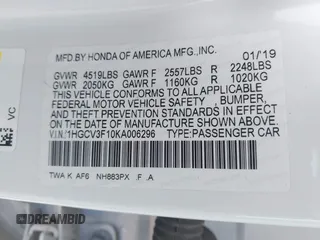 MFD.BY HONDA OF AMERICA MFG.,INC. 01/19
GVWR 4519LBS GAWR F 2557LBS R 2248LBS
GVWR 2050KG GAWR F 1160KG R 1020KG
THIS VEHICLE CONFORMS TO ALL APPLICABLE
FEDERAL MOTOR VEHICLE SAFETY, BUMPER,
AND THEFT PREVENTION STANDARDS IN EFFECT
ON THE DATE OF MANUFACTURE SHOWN ABOVE.
V.I.N.:1HGCV3F10KA006296 TYPE:PASSENGER CAR
TWA K AF6 NH883PX .F .A
VC
DREAMBID